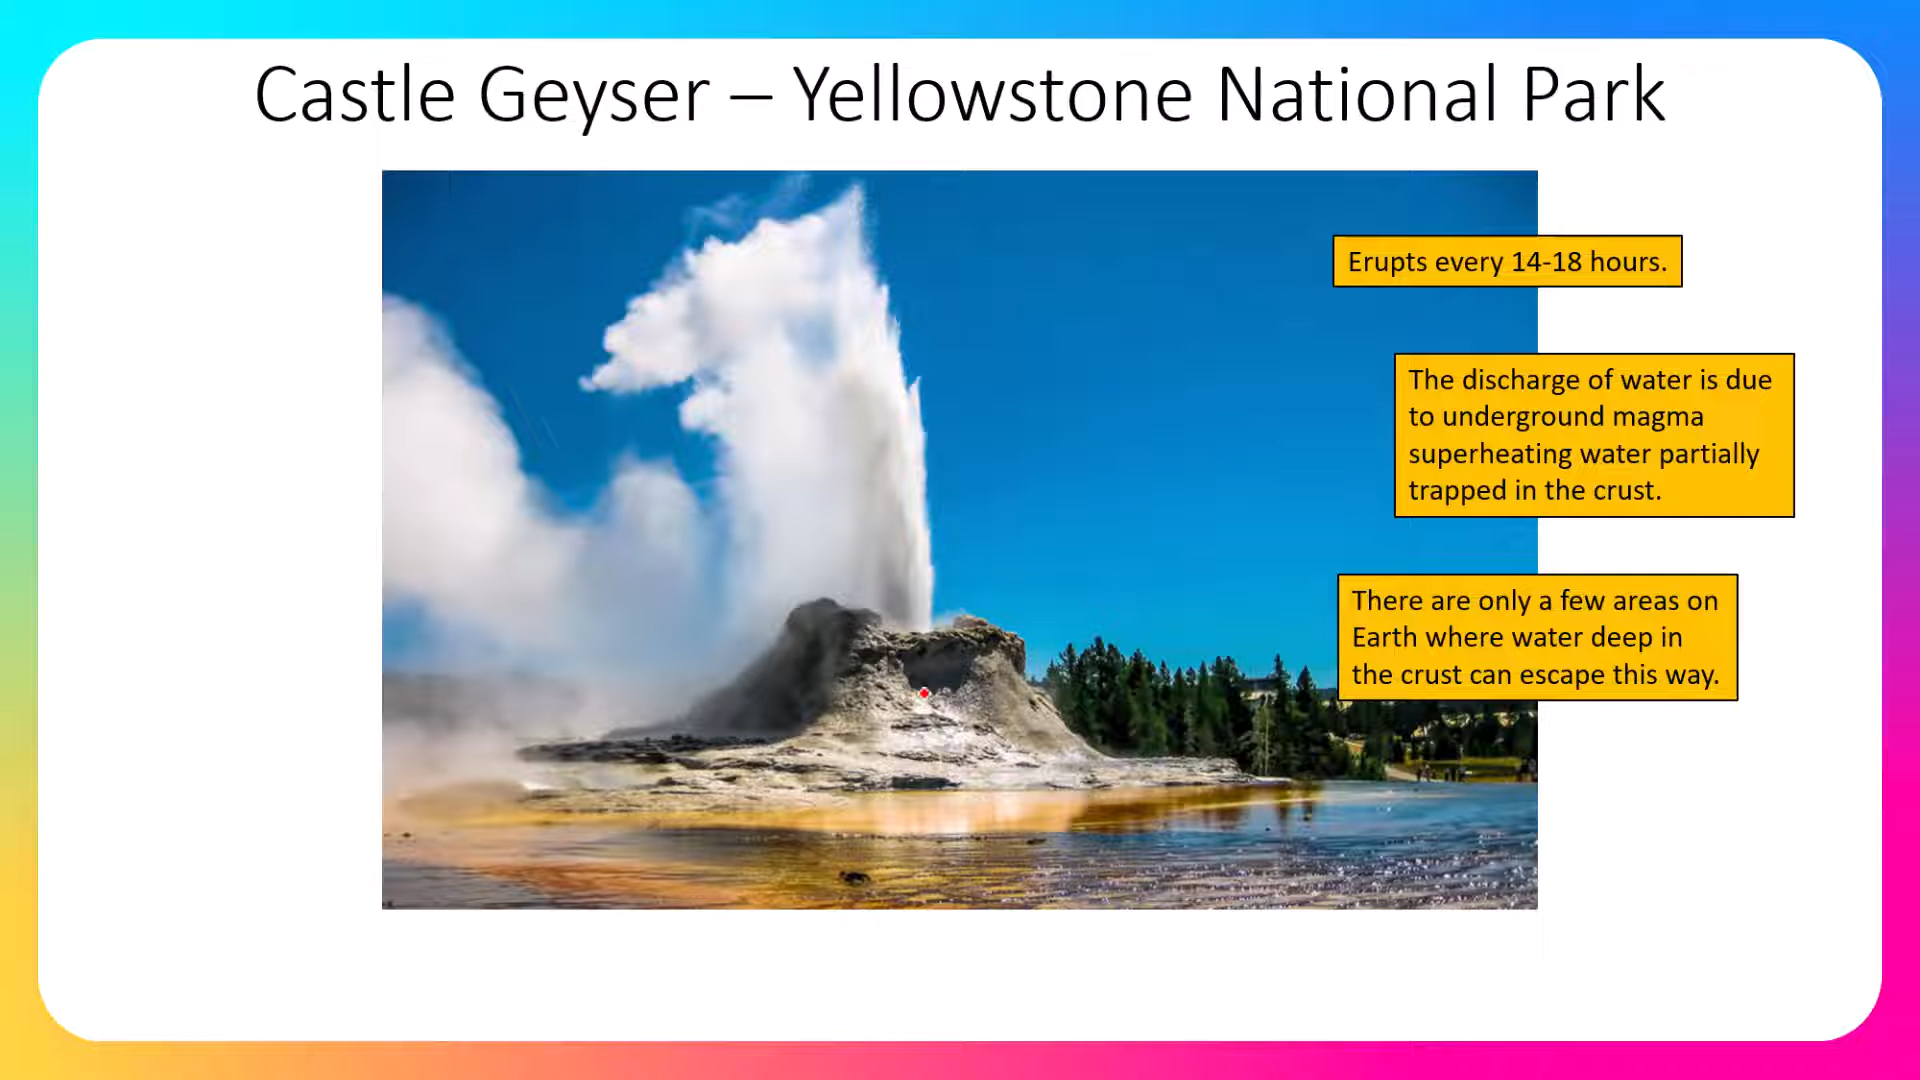 Castle Geyser – Yellowstone National Park
Erupts every 14-18 hours.
The discharge of water is due
to underground magma
superheating water partially
trapped in the crust.
There are only a few areas on
Earth where water deep in
the crust can escape this way.